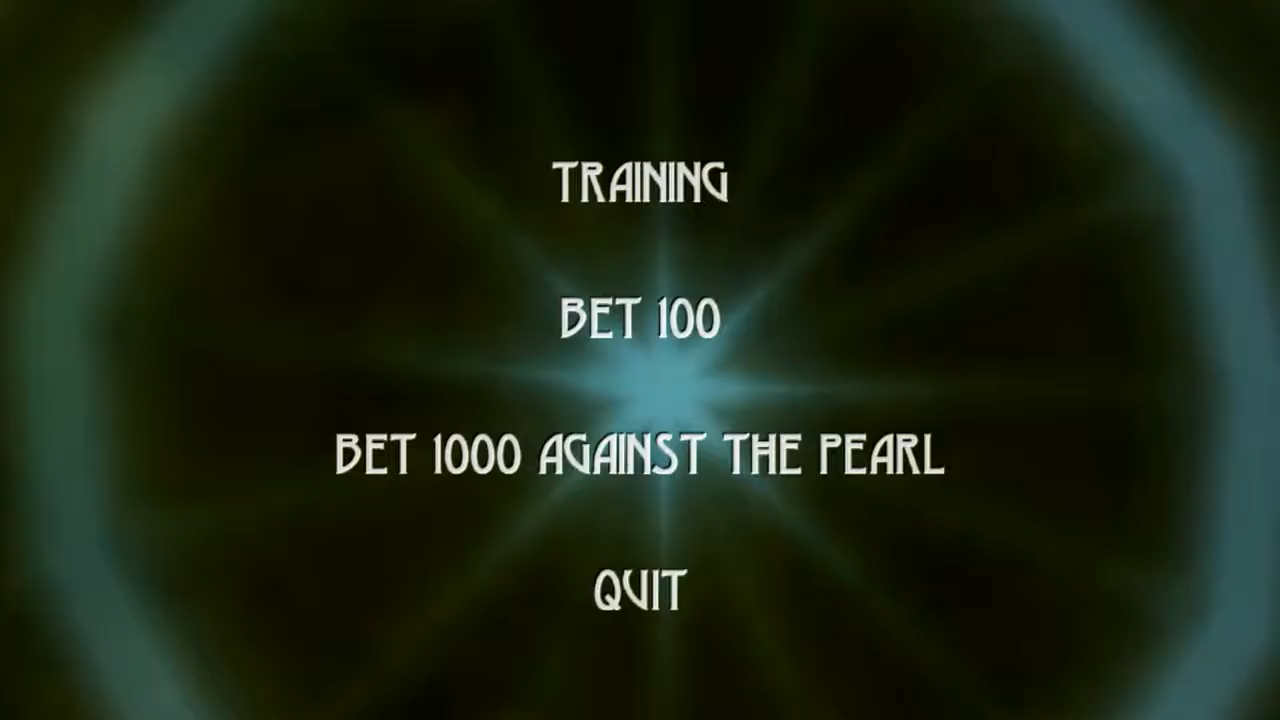 TRAINING
BET 100
BET 1000 AGAINST THE PEARL
QUIT